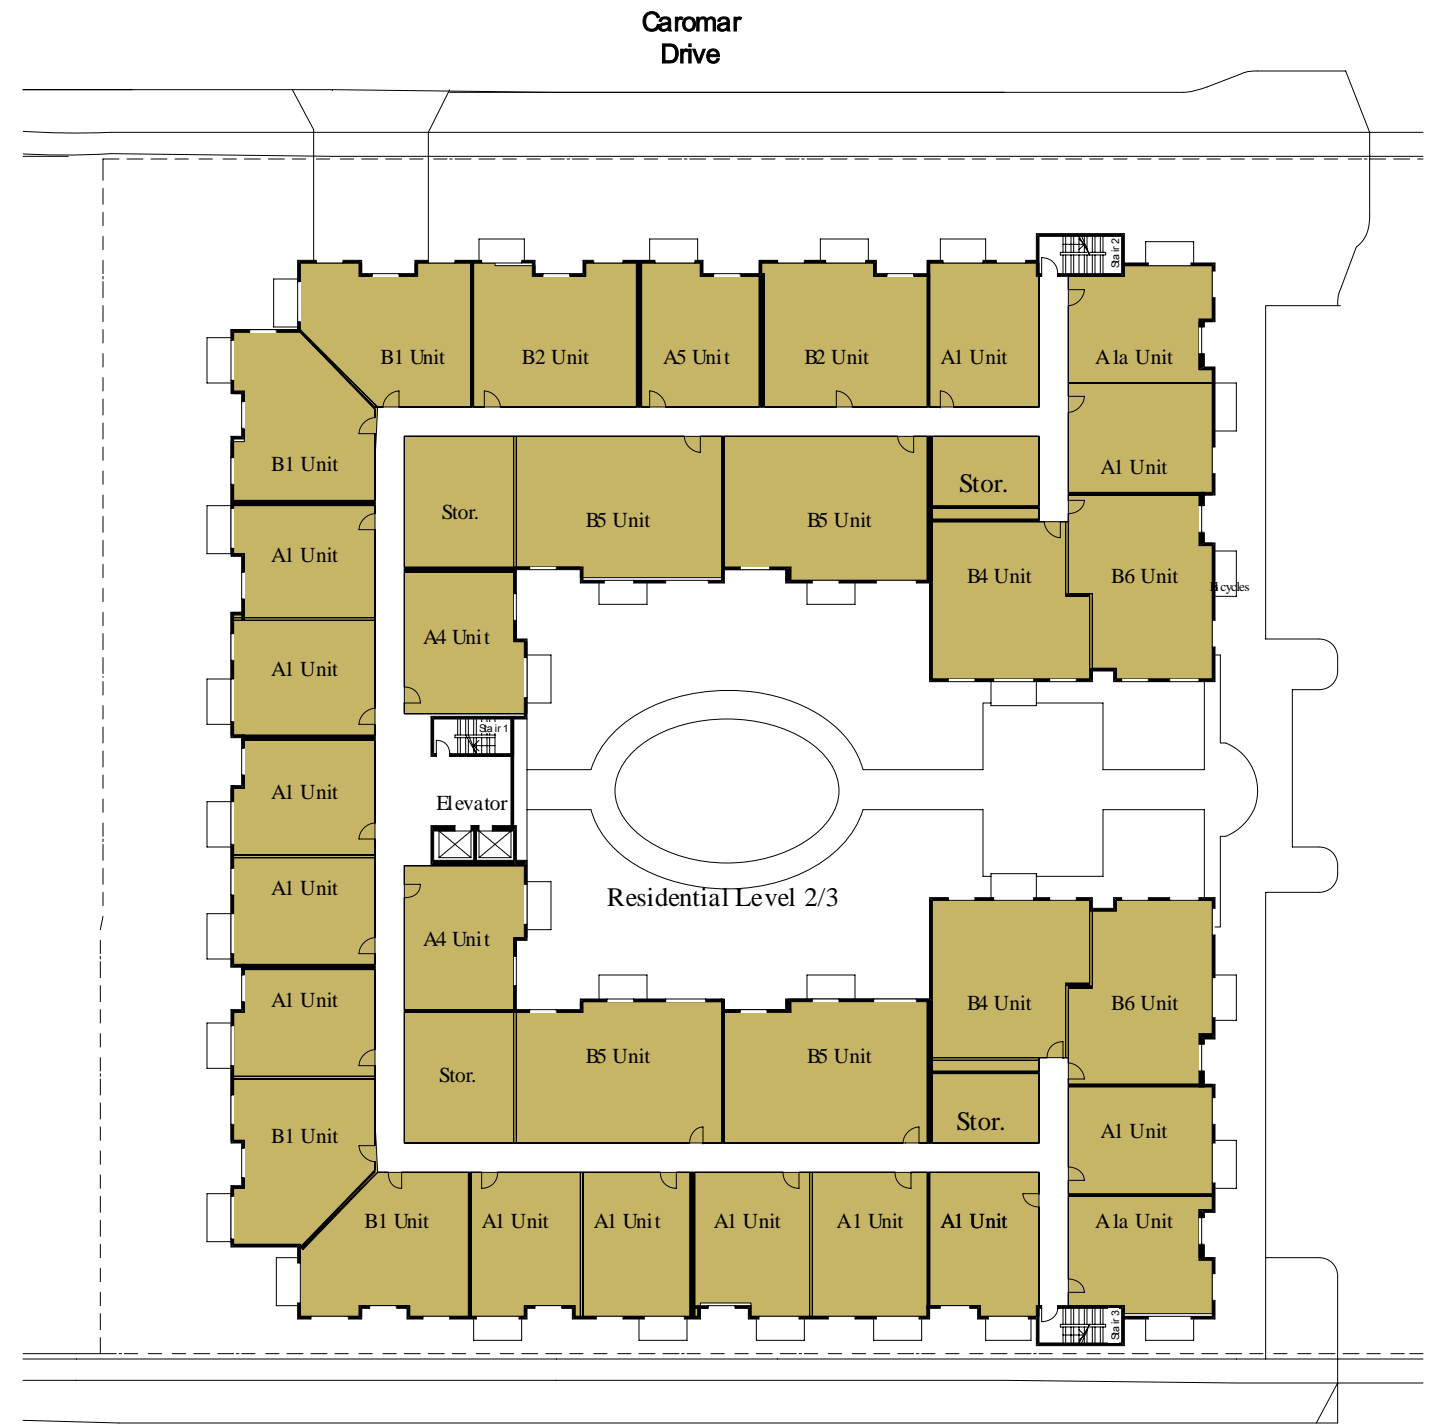 Caromar
Drive
Stair 2
B1 Unit
B2 Unit
A5 Unit
B2 Unit
A1 Unit
A1a Unit
B1 Unit
A1 Unit
Stor.
B5 Unit
B5 Unit
Stor.
A1 Unit
B4 Unit
B6 Unit
A1 Unit
A4 Unit
A1 Unit
Stair 1
A1 Unit
Elevator
A1 Unit
Residential Level 2/3
A4 Unit
A1 Unit
B4 Unit
B6 Unit
Stor.
B5 Unit
B5 Unit
Stor.
B1 Unit
A1 Unit
B1 Unit
A1 Unit
A1 Unit
A1 Unit
A1 Unit
A1 Unit
A1a Unit
Stair 3